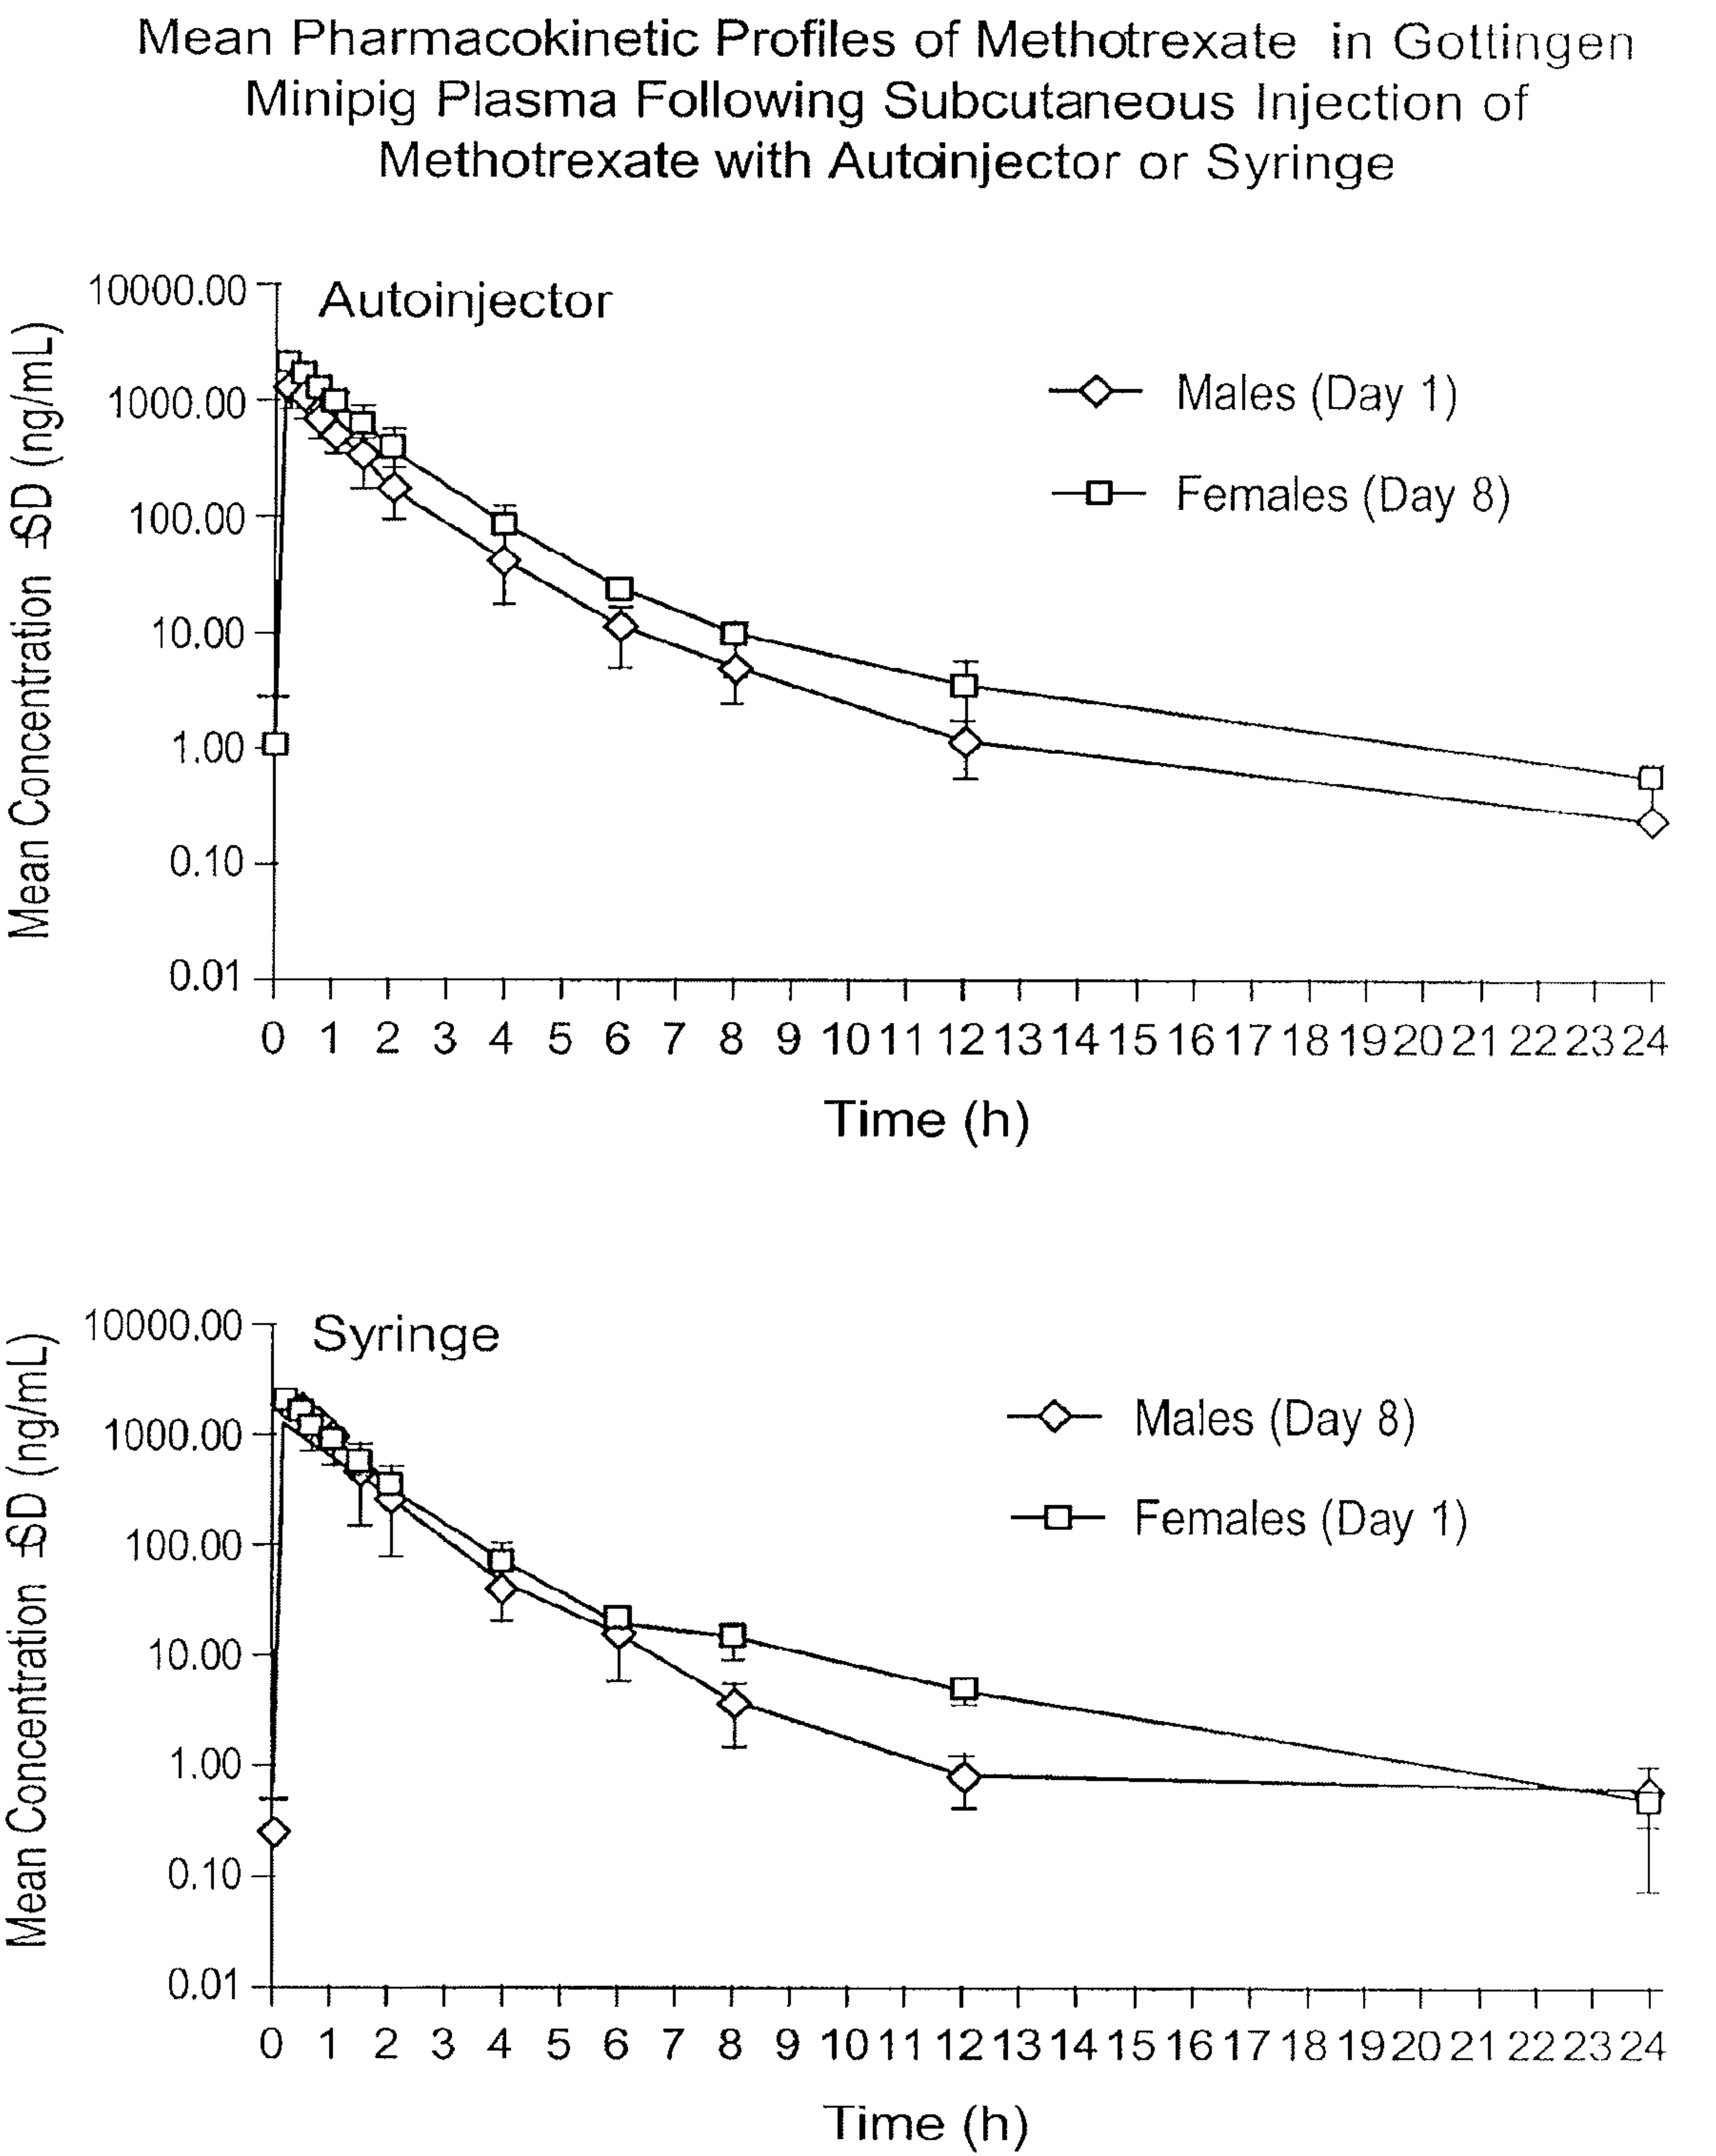 Mean Pharmacokinetic Profiles of Methotrexate in Gottingen
Minipig Plasma Following Subcutaneous Injection of
Methotrexate with Autoinjector or Syringe
Autoinjector
Mean Concentration ±SD (ng/mL)
10000.00
1000.00
100.00
10.00
1.00
0.10
0.01
Males (Day 1)
Females (Day 8)
0 1 2 3 4 5 6 7 8 9 10 11 12 13 14 15 16 17 18 19 20 21 22 23 24
Time (h)
Syringe
Mean Concentration ±SD (ng/mL)
10000.00
1000.00
100.00
10.00
1.00
0.10
0.01
Males (Day 8)
Females (Day 1)
0 1 2 3 4 5 6 7 8 9 10 11 12 13 14 15 16 17 18 19 20 21 22 23 24
Time (h)